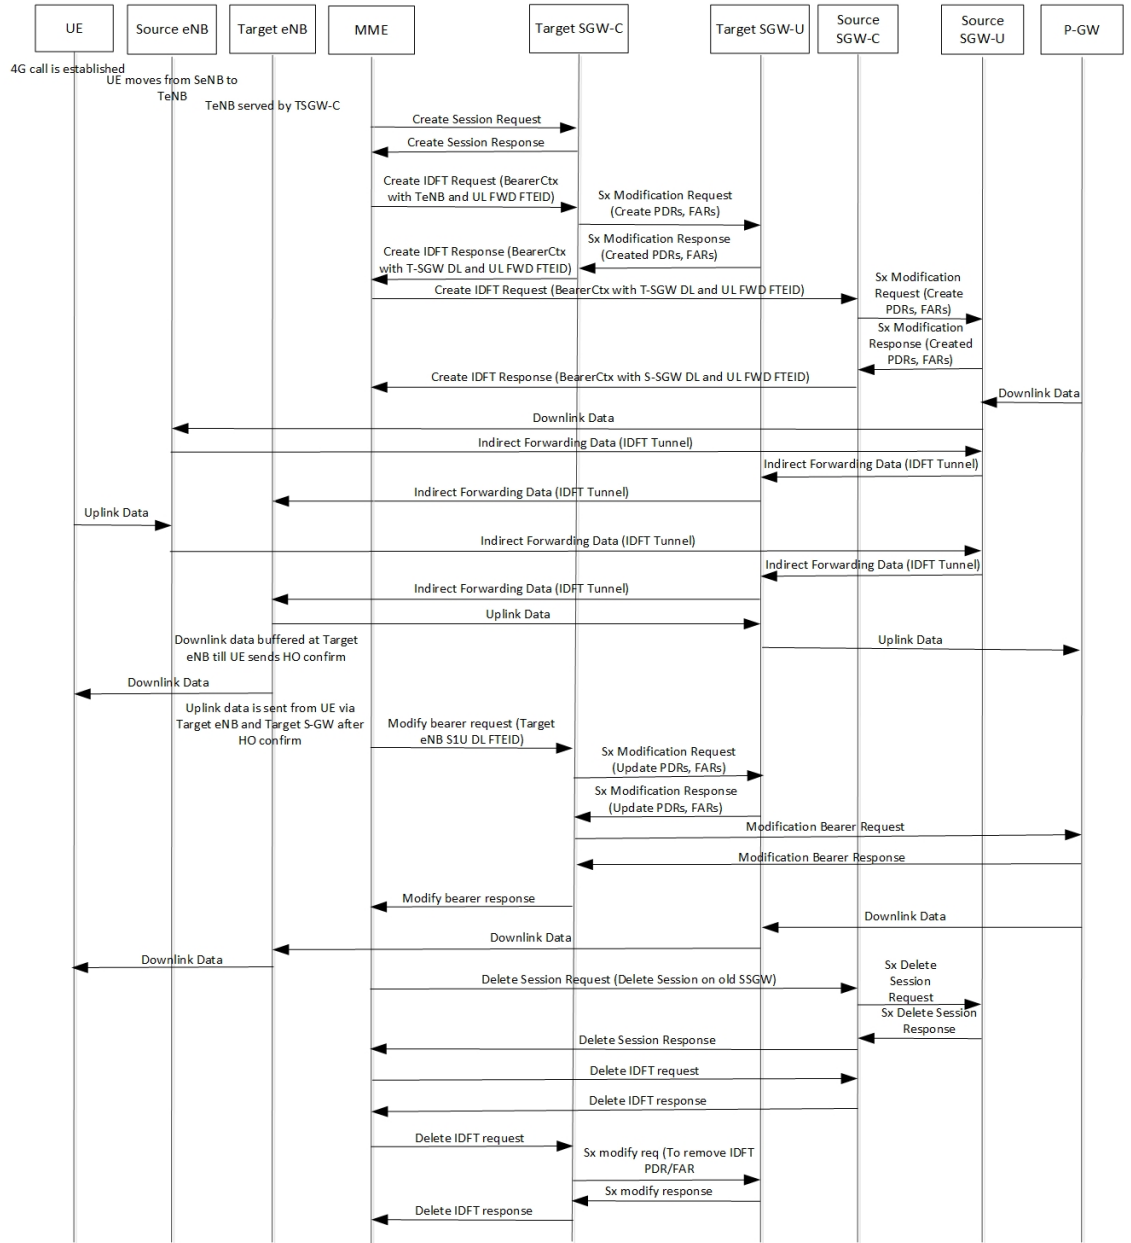 UE
Source eNB
Target eNB
MME
Target SGW-C
Target SGW-U
Source
SGW-C
Source
SGW-U
P-GW
4G call is established
UE moves from SeNB to
TeNB
TeNB served by TSGW-C
Create Session Request
Create Session Response
Create IDFT Request (BearerCtx
with TeNB and UL FWD FTEID)
Sx Modification Request
(Create PDRs, FARs)
Sx Modification Response
(Created PDRs, FARs)
Create IDFT Response (BearerCtx
with T-SGW DL and UL FWD FTEID)
Create IDFT Request (BearerCtx with T-SGW DL and UL FWD FTEID)
Sx Modification
Request (Create
PDRs, FARs)
Sx Modification
Response (Created
PDRs, FARs)
Create IDFT Response (BearerCtx with S-SGW DL and UL FWD FTEID)
Downlink Data
Downlink Data
Indirect Forwarding Data (IDFT Tunnel)
Indirect Forwarding Data (IDFT Tunnel)
Indirect Forwarding Data (IDFT Tunnel)
Uplink Data
Indirect Forwarding Data (IDFT Tunnel)
Indirect Forwarding Data (IDFT Tunnel)
Indirect Forwarding Data (IDFT Tunnel)
Uplink Data
Uplink Data
Downlink data buffered at Target
eNB till UE sends HO confirm
Downlink Data
Uplink data is sent from UE via
Target eNB and Target S-GW after
HO confirm
Modify bearer request (Target
eNB S1U DL FTEID)
Sx Modification Request
(Update PDRs, FARs)
Sx Modification Response
(Update PDRs, FARs)
Modification Bearer Request
Modification Bearer Response
Modify bearer response
Downlink Data
Downlink Data
Downlink Data
Delete Session Request (Delete Session on old SSGW)
Sx Delete
Session
Request
Sx Delete Session
Response
Delete Session Response
Delete IDFT request
Delete IDFT response
Delete IDFT request
Sx modify req (To remove IDFT
PDR/FAR
Sx modify response
Delete IDFT response